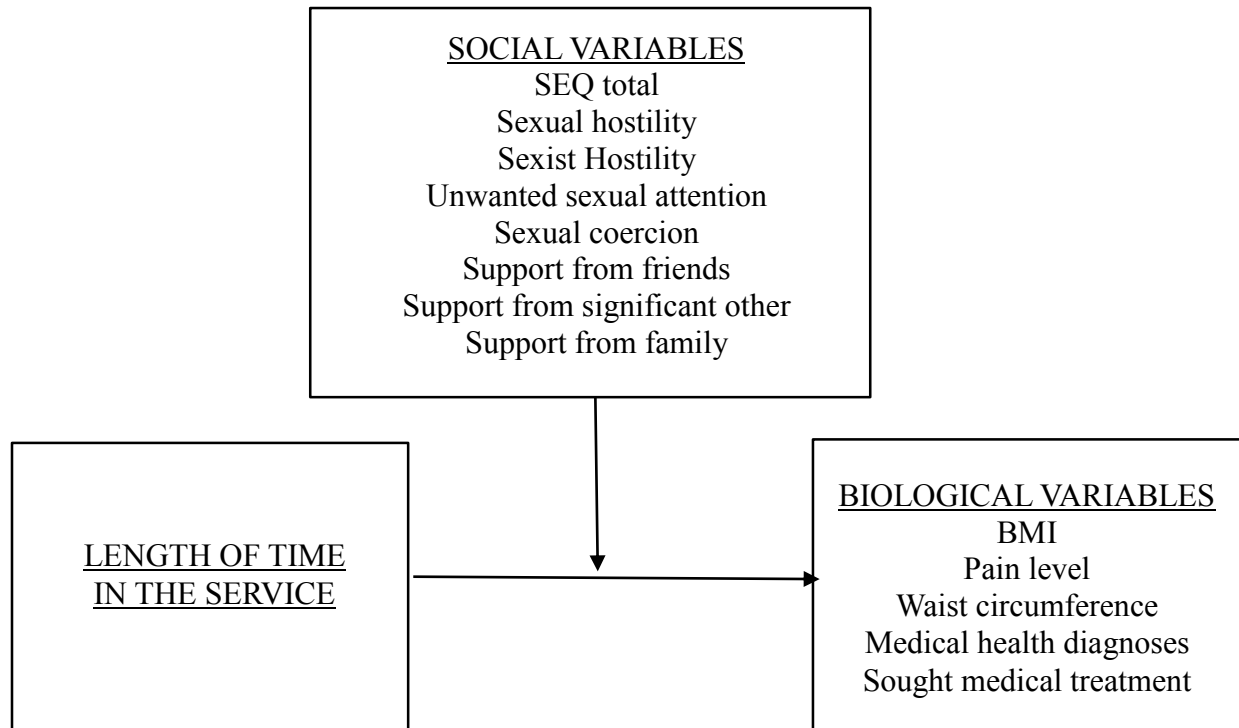 SOCIAL VARIABLES
SEQ total
Sexual hostility
Sexist Hostility
Unwanted sexual attention
Sexual coercion
Support from friends
Support from significant other
Support from family
LENGTH OF TIME
IN THE SERVICE
BIOLOGICAL VARIABLES
BMI
Pain level
Waist circumference
Medical health diagnoses
Sought medical treatment